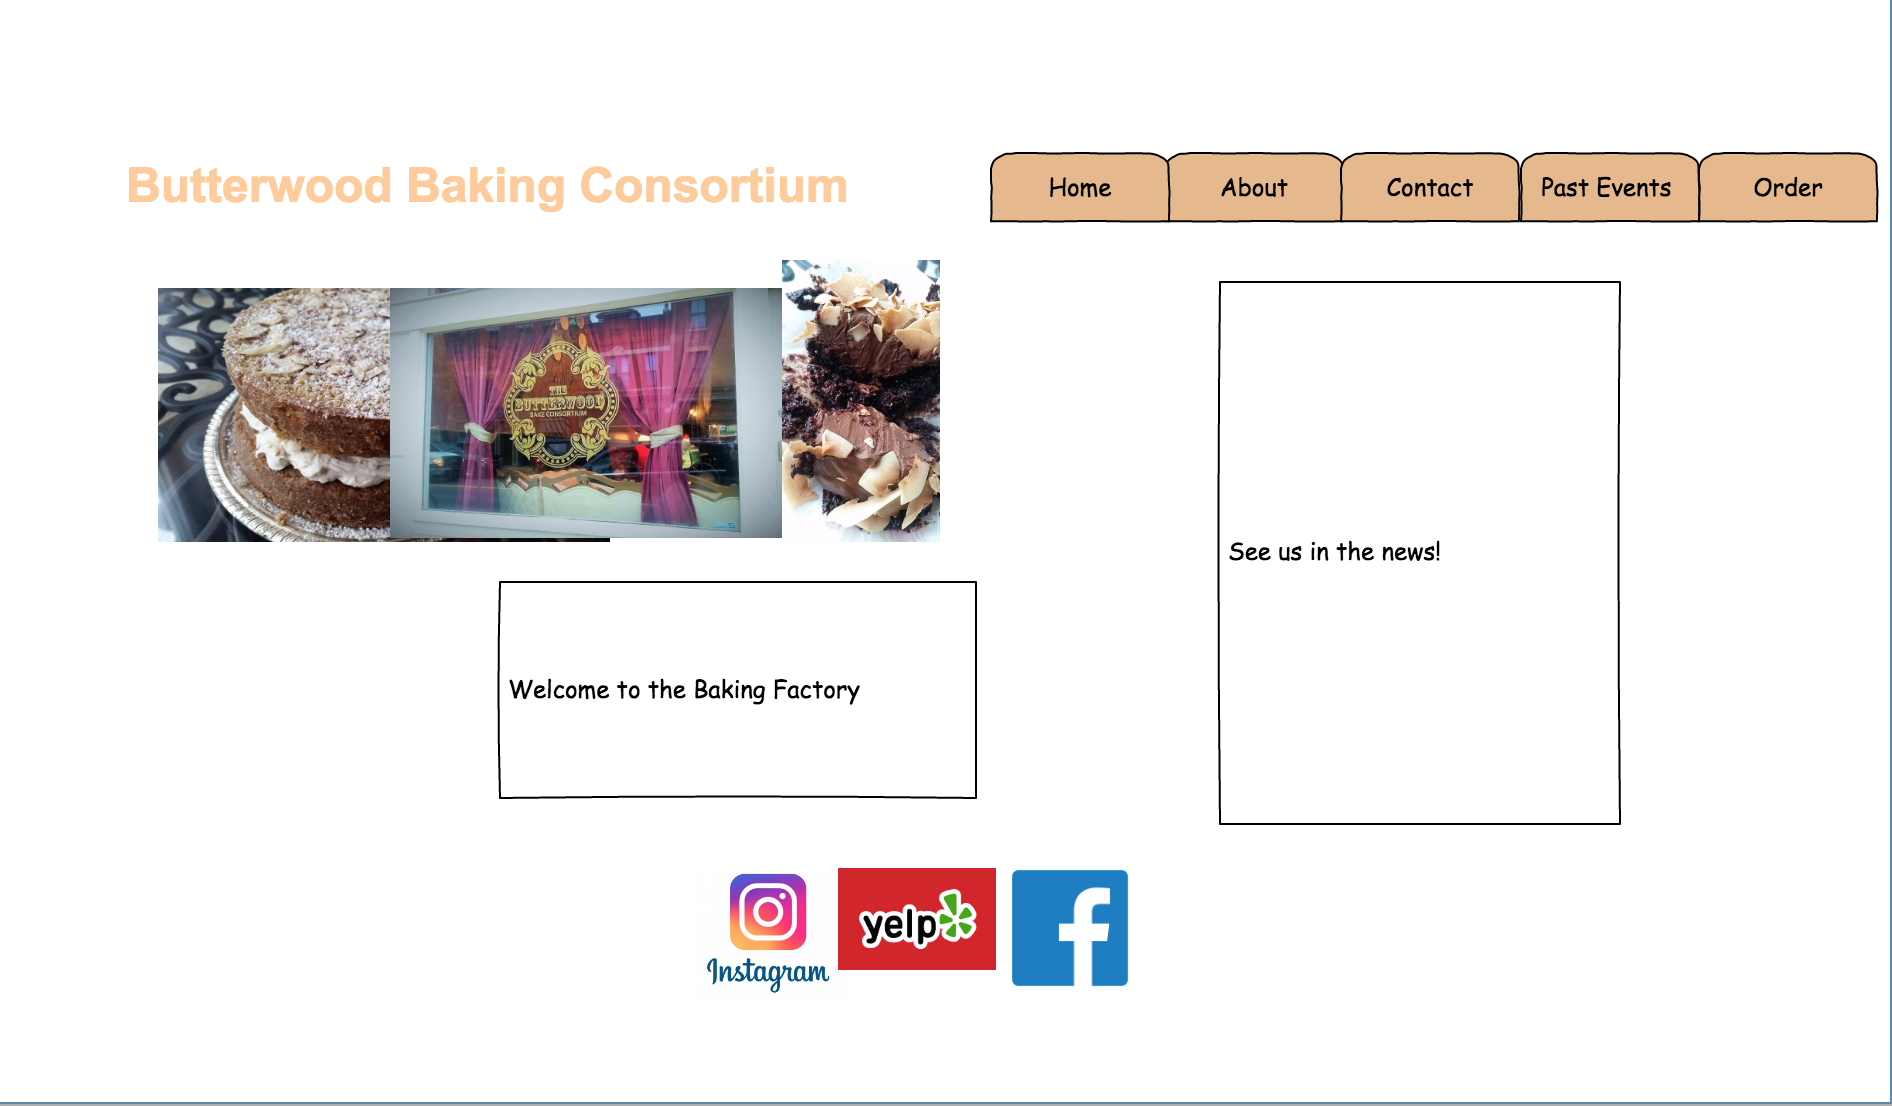 Butterwood Baking Consortium
Home
About
Contact
Past Events
Order
THE
BUTTERWOOD
BAKE CONSORTIUM
See us in the news!
Welcome to the Baking Factory
Instagram
yelp